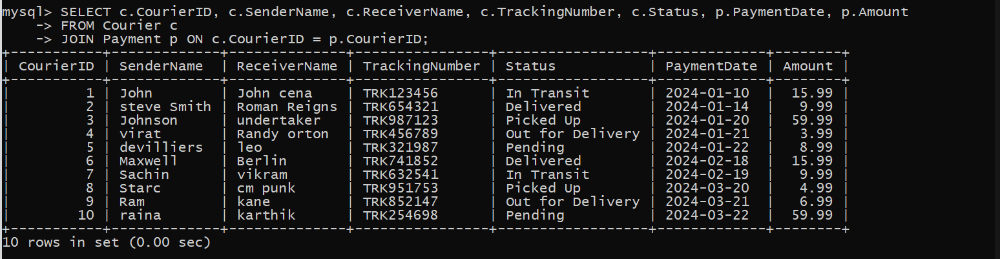 mysql> SELECT c.CourierID, c.SenderName, c.ReceiverName, c.TrackingNumber, c.Status, p.PaymentDate, p.Amount
    -> FROM Courier c
    -> JOIN Payment p ON c.CourierID = p.CourierID;
+-----------+-------------+--------------+----------------+------------------+-------------+--------+
| CourierID | SenderName  | ReceiverName | TrackingNumber | Status           | PaymentDate | Amount |
+-----------+-------------+--------------+----------------+------------------+-------------+--------+
|         1 | John        | John cena    | TRK123456      | In Transit       | 2024-01-10  |  15.99 |
|         2 | steve Smith | Roman Reigns | TRK654321      | Delivered        | 2024-01-14  |   9.99 |
|         3 | Johnson     | undertaker   | TRK987123      | Picked Up        | 2024-01-20  |  59.99 |
|         4 | virat       | Randy orton  | TRK456789      | Out for Delivery | 2024-01-21  |   3.99 |
|         5 | devilliers  | leo          | TRK321987      | Pending          | 2024-01-22  |   8.99 |
|         6 | Maxwell     | Berlin       | TRK741852      | Delivered        | 2024-02-18  |  15.99 |
|         7 | Sachin      | vikram       | TRK632541      | In Transit       | 2024-02-19  |   9.99 |
|         8 | Starc       | cm punk      | TRK951753      | Picked Up        | 2024-03-20  |   4.99 |
|         9 | Ram         | kane         | TRK852147      | Out for Delivery | 2024-03-21  |   6.99 |
|        10 | raina       | karthik      | TRK254698      | Pending          | 2024-03-22  |  59.99 |
+-----------+-------------+--------------+----------------+------------------+-------------+--------+
10 rows in set (0.00 sec)